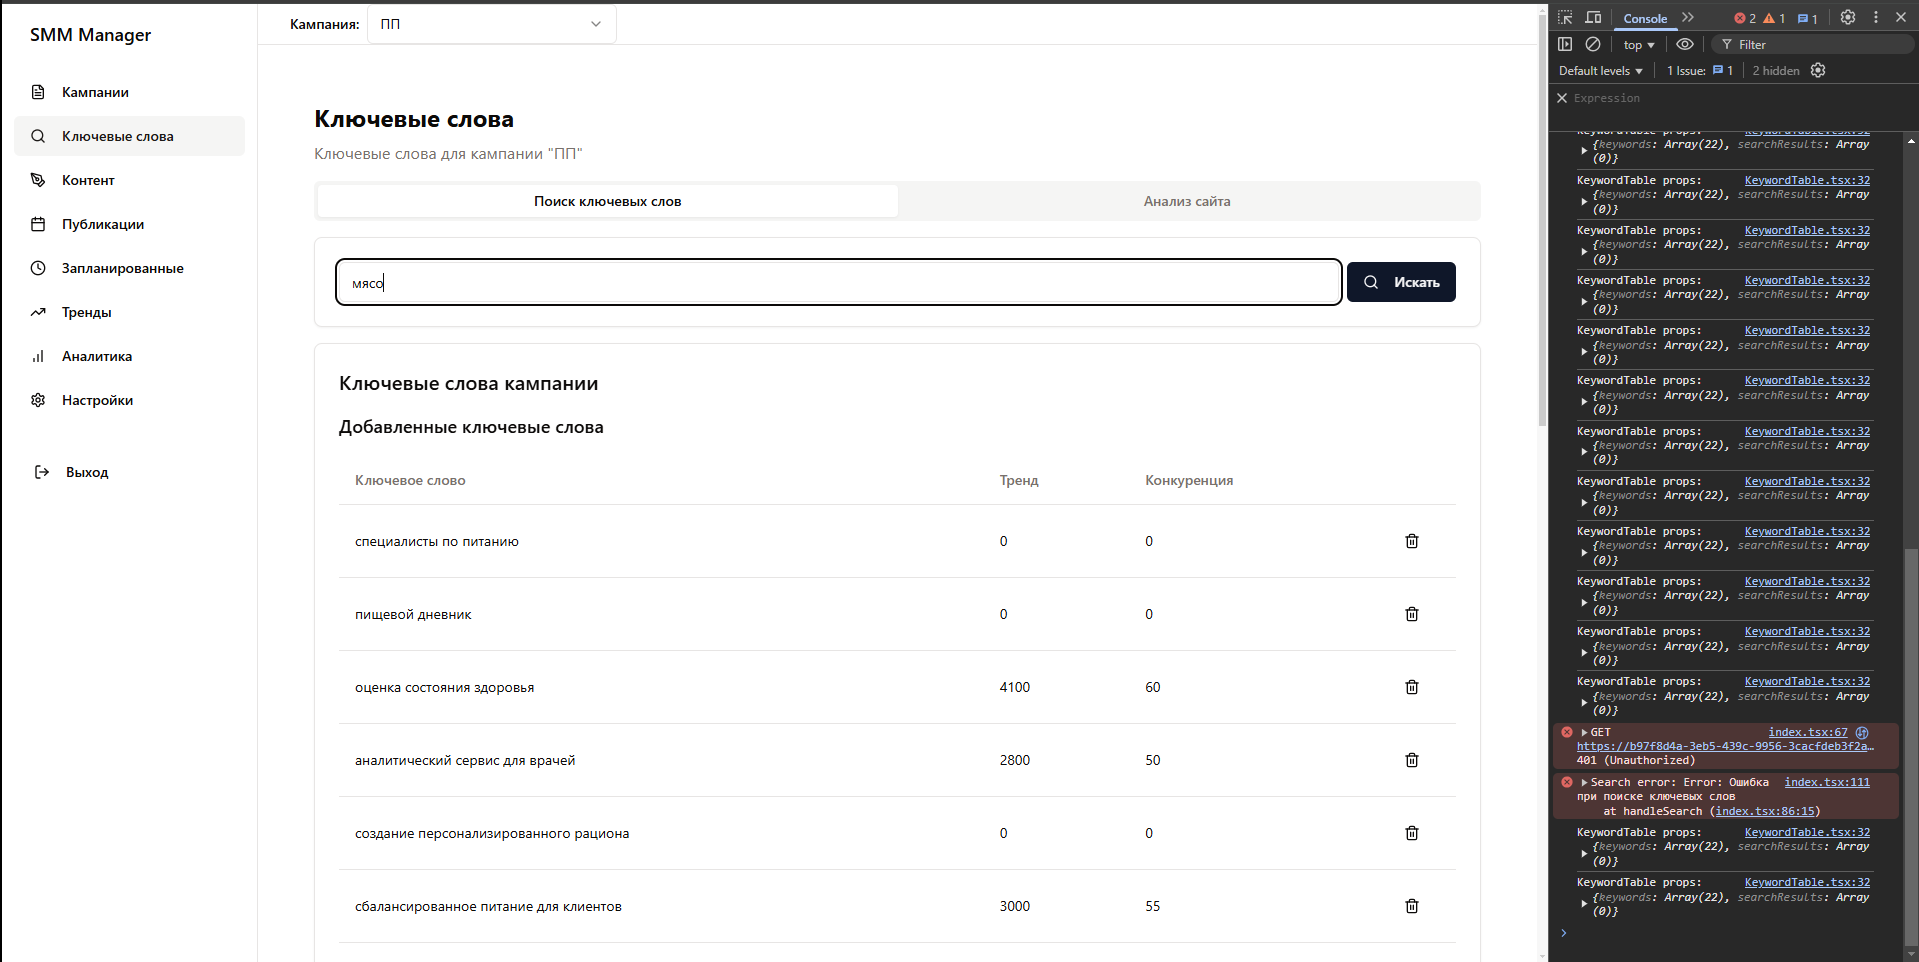 SMM Manager
Кампании
Ключевые слова
Контент
Публикации
Запланированные
Тренды
Аналитика
Настройки
Выход
Кампания: ПП
Ключевые слова
Ключевые слова для кампании "ПП"
Поиск ключевых слов Анализ сайта
мясо Искать
Ключевые слова кампании
Добавленные ключевые слова
Ключевое слово Тренд Конкуренция
специалисты по питанию 0 0
пищевой дневник 0 0
оценка состояния здоровья 4100 60
аналитический сервис для врачей 2800 50
создание персонализированного рациона 0 0
сбалансированное питание для клиентов 3000 55
Console 2 1 1
top Filter
Default levels 1 Issue: 1 2 hidden
Expression
KeywordTable props: KeywordTable.tsx:32
{keywords: Array(22), searchResults: Array
(0)}
KeywordTable props: KeywordTable.tsx:32
{keywords: Array(22), searchResults: Array
(0)}
KeywordTable props: KeywordTable.tsx:32
{keywords: Array(22), searchResults: Array
(0)}
KeywordTable props: KeywordTable.tsx:32
{keywords: Array(22), searchResults: Array
(0)}
KeywordTable props: KeywordTable.tsx:32
{keywords: Array(22), searchResults: Array
(0)}
KeywordTable props: KeywordTable.tsx:32
{keywords: Array(22), searchResults: Array
(0)}
KeywordTable props: KeywordTable.tsx:32
{keywords: Array(22), searchResults: Array
(0)}
KeywordTable props: KeywordTable.tsx:32
{keywords: Array(22), searchResults: Array
(0)}
KeywordTable props: KeywordTable.tsx:32
{keywords: Array(22), searchResults: Array
(0)}
KeywordTable props: KeywordTable.tsx:32
{keywords: Array(22), searchResults: Array
(0)}
KeywordTable props: KeywordTable.tsx:32
{keywords: Array(22), searchResults: Array
(0)}
KeywordTable props: KeywordTable.tsx:32
{keywords: Array(22), searchResults: Array
(0)}
GET index.tsx:67
https://b97f8d4a-3eb5-439c-9956-3cacfdeb3f2a…
401 (Unauthorized)
Search error: Error: Ошибка index.tsx:111
при поиске ключевых слов
at handleSearch (index.tsx:86:15)
KeywordTable props: KeywordTable.tsx:32
{keywords: Array(22), searchResults: Array
(0)}
KeywordTable props: KeywordTable.tsx:32
{keywords: Array(22), searchResults: Array
(0)}